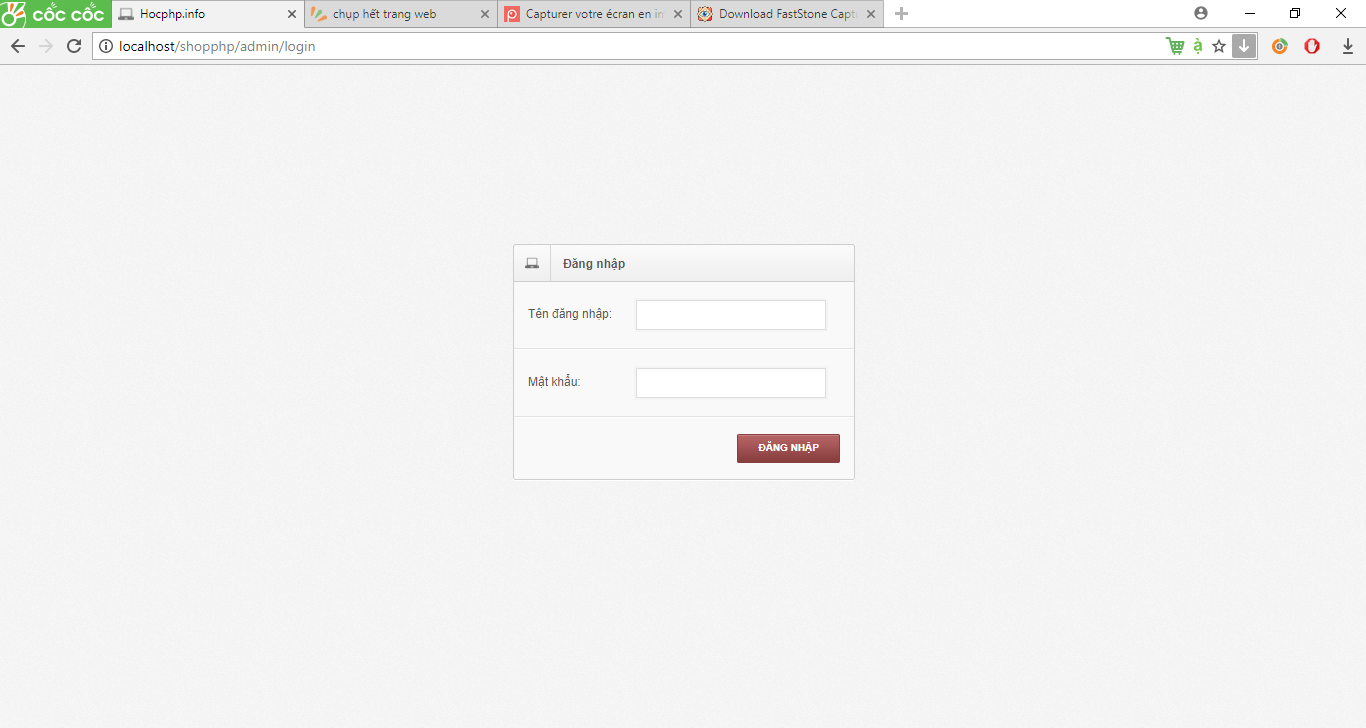 CỐC CỐC
Hocphp.info
chụp hết trang web
Capturer votre écran en
Download FastStone
localhost/shopphp/admin/login
Đăng nhập
Tên đăng nhập:
Mật khẩu:
ĐĂNG NHẬP